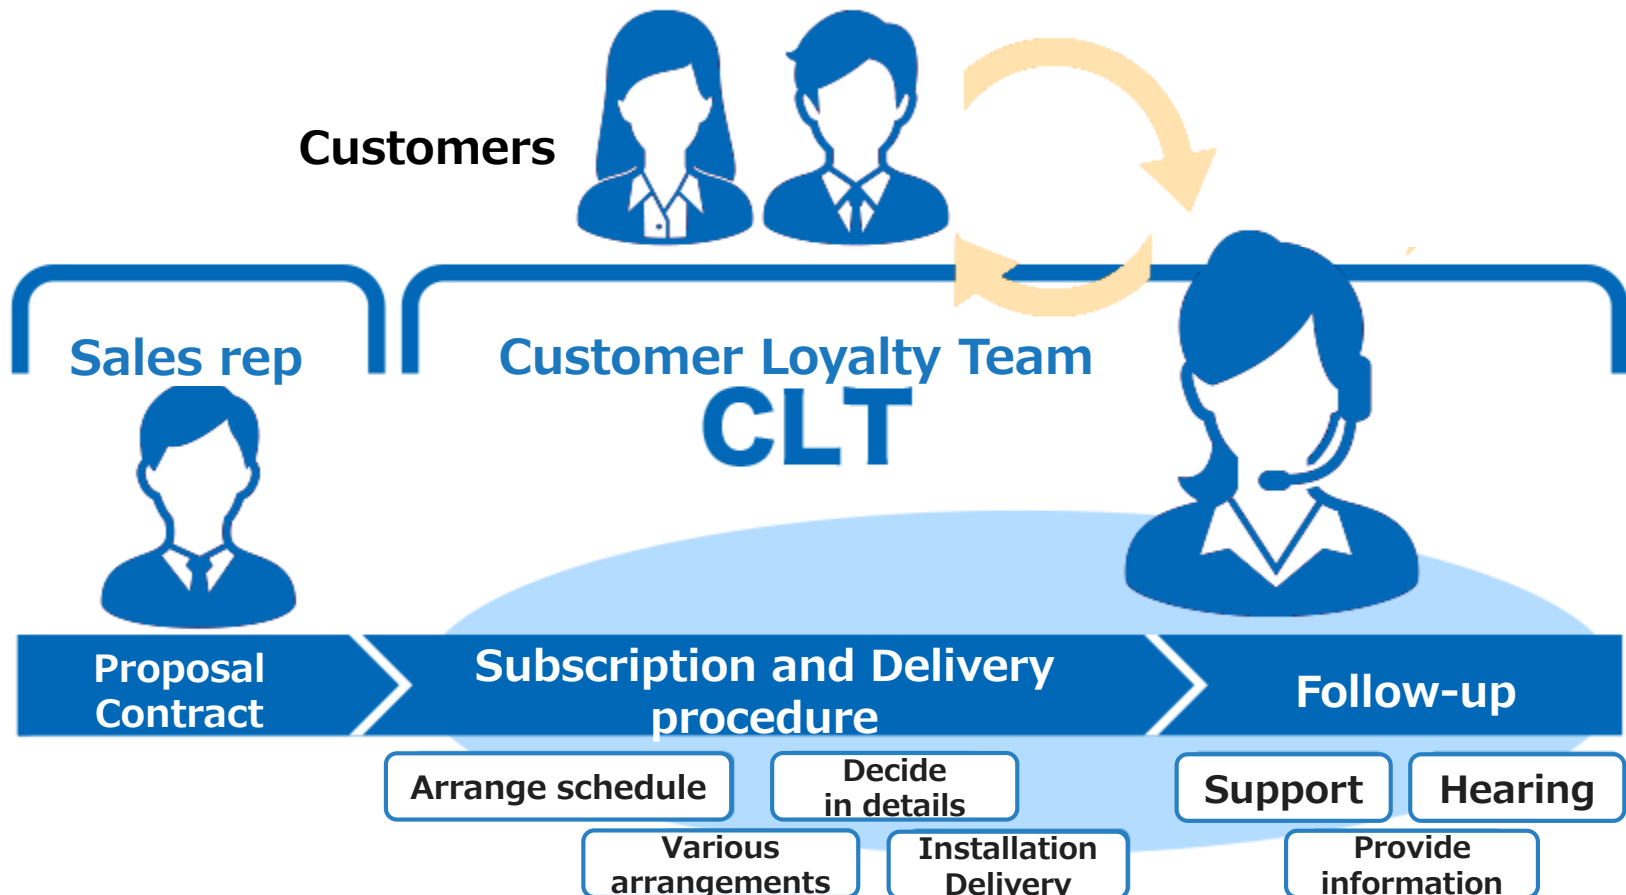 Customers
Sales rep
Customer Loyalty Team
CLT
Proposal
Contract
Subscription and Delivery
procedure
Follow-up
Arrange schedule
Decide
in details
Support
Hearing
Various
arrangements
Installation
Delivery
Provide
information